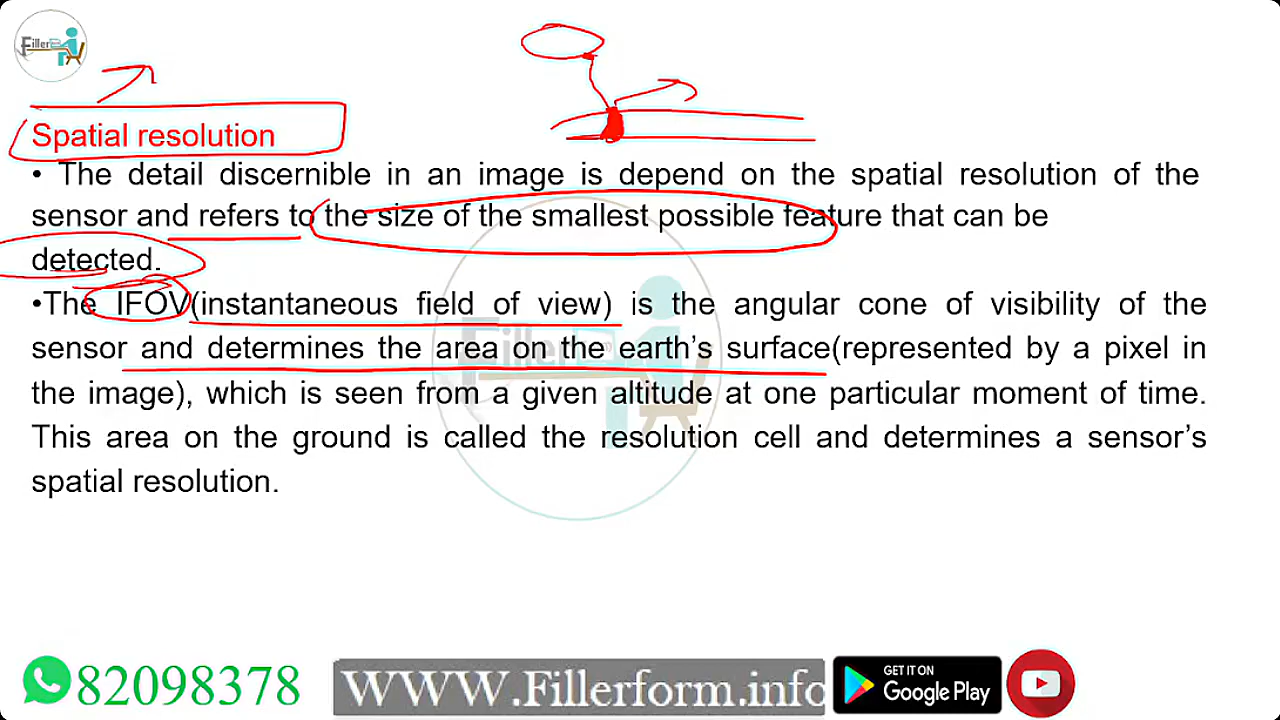 Filler
Spatial resolution
• The detail discernible in an image is depend on the spatial resolution of the
sensor and refers to the size of the smallest possible feature that can be
detected.
•The IFOV(instantaneous field of view) is the angular cone of visibility of the
sensor and determines the area on the earth's surface(represented by a pixel in
the image), which is seen from a given altitude at one particular moment of time.
This area on the ground is called the resolution cell and determines a sensor's
spatial resolution.
82098378
WWW.Fillerform.info
GET IT ON
Google Play